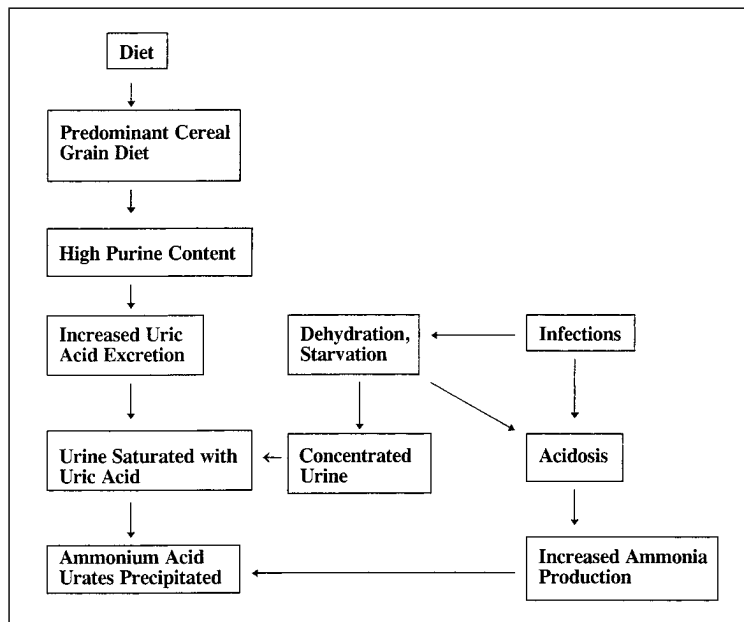 Diet
Predominant Cereal
Grain Diet
High Purine Content
Increased Uric
Acid Excretion
Dehydration,
Starvation
Infections
Urine Saturated with
Uric Acid
Concentrated
Urine
Acidosis
Ammonium Acid
Urates Precipitated
Increased Ammonia
Production